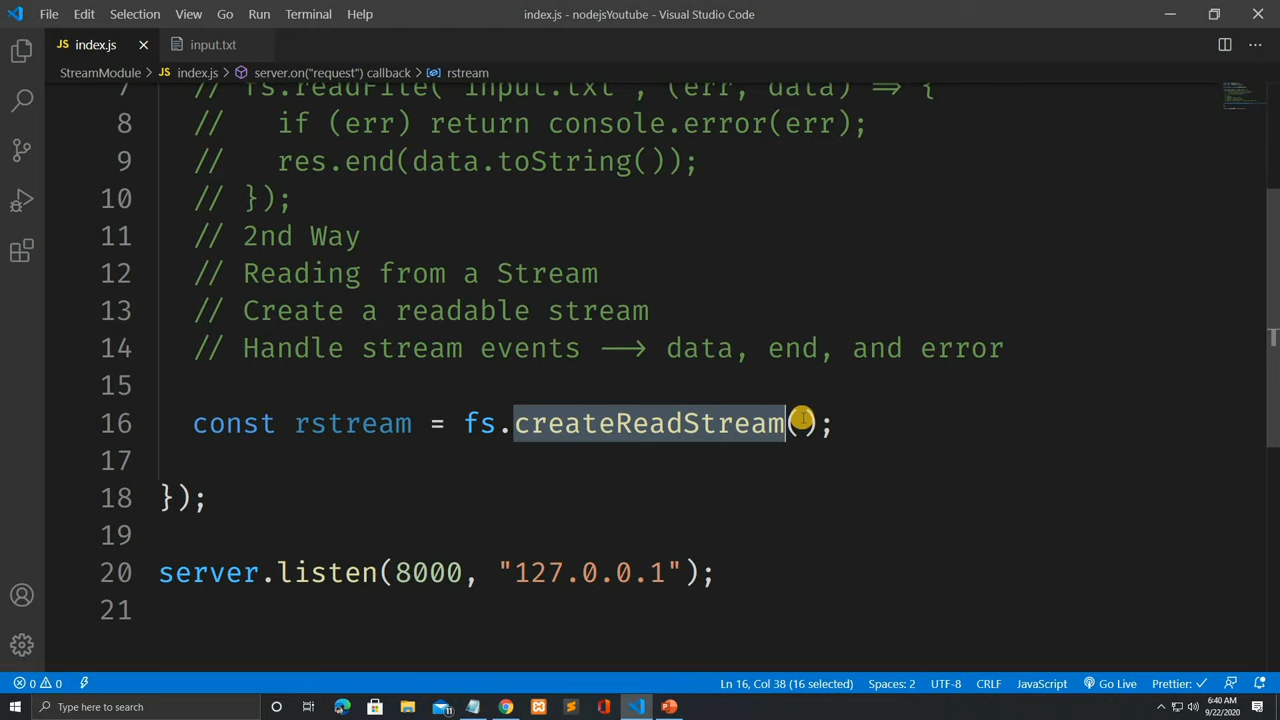 File Edit Selection View Go Run Terminal Help index.js - nodejsYoutube - Visual Studio Code
JS index.js input.txt
StreamModule > JS index.js > server.on("request") callback > rstream
7 // fs.readFile("input.txt", (err, data) => {
8 // if (err) return console.error(err);
9 // res.end(data.toString());
10 // });
11 // 2nd Way
12 // Reading from a Stream
13 // Create a readable stream
14 // Handle stream events --> data, end, and error
15
16 const rstream = fs.createReadStream();
17
18 });
19
20 server.listen(8000, "127.0.0.1");
21
0 0 Ln 16, Col 38 (16 selected) Spaces: 2 UTF-8 CRLF JavaScript Go Live Prettier: ✓
Type here to search 6:40 AM
9/22/2020